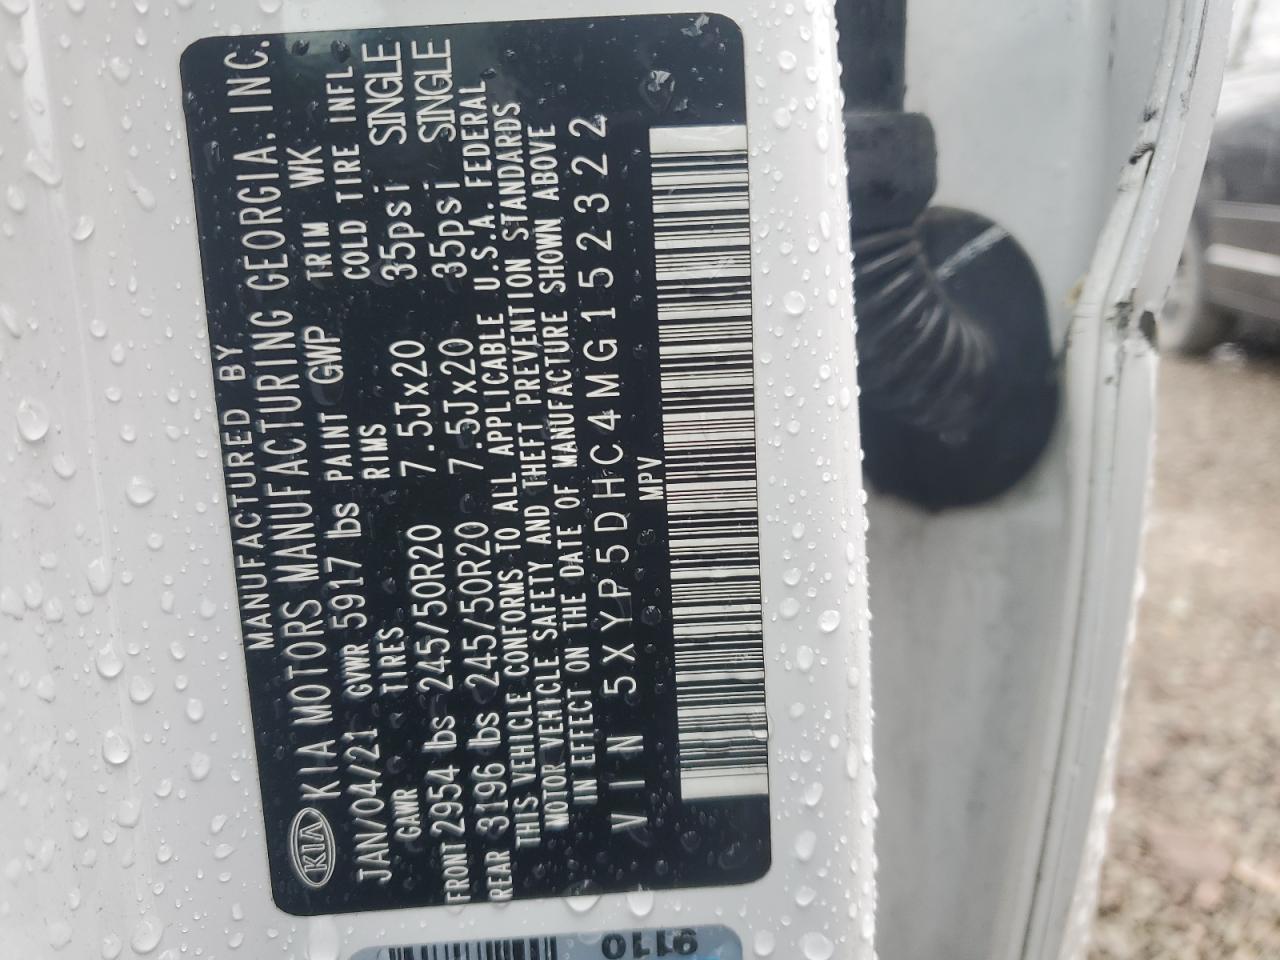 MANUFACTURED BY
KIA KIA MOTORS MANUFACTURING GEORGIA, INC.
JAN/04/21 GVWR 5917 lbs PAINT GWP TRIM WK
GAWR TIRES RIMS COLD TIRE INFL
FRONT 2954 lbs 245/50R20 7.5Jx20 35psi SINGLE
REAR 3196 lbs 245/50R20 7.5Jx20 35psi SINGLE
THIS VEHICLE CONFORMS TO ALL APPLICABLE U.S.A. FEDERAL
MOTOR VEHICLE SAFETY AND THEFT PREVENTION STANDARDS
IN EFFECT ON THE DATE OF MANUFACTURE SHOWN ABOVE
VIN 5XYP5DHC4MG152322
MPV
9110